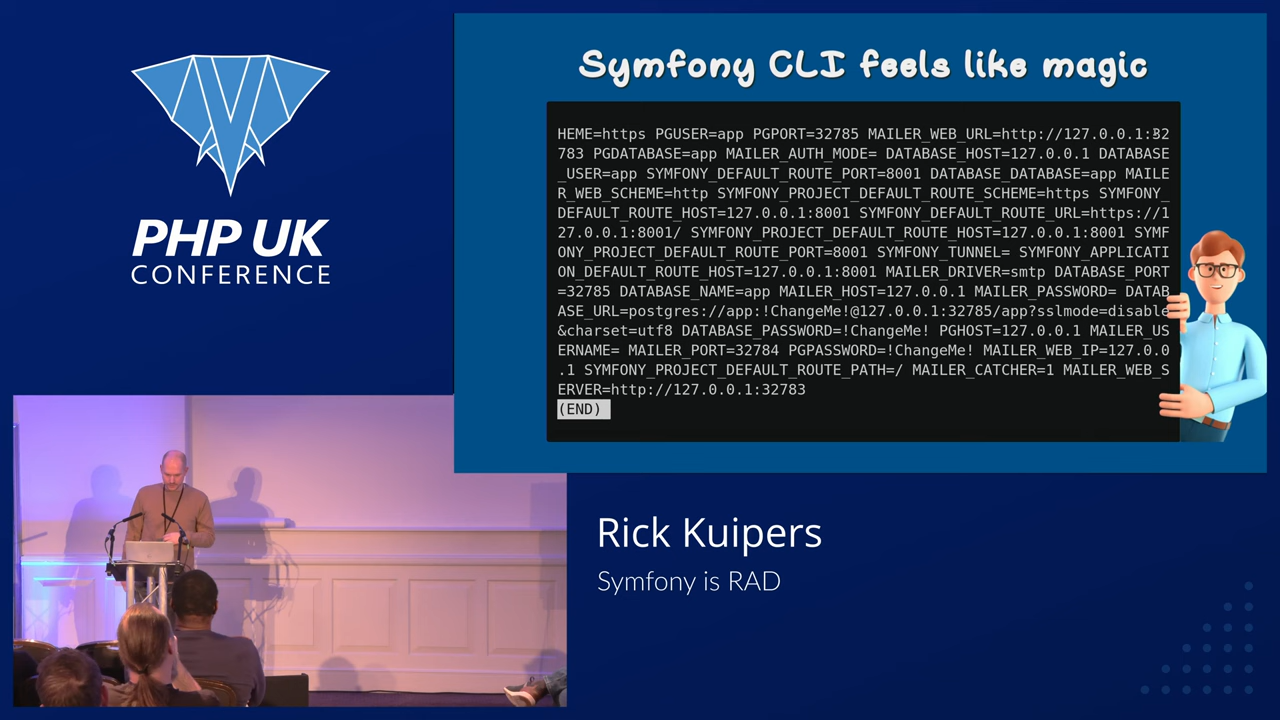 PHP UK
CONFERENCE
Symfony CLI feels like magic
HEME=https PGUSER=app PGPORT=32785 MAILER_WEB_URL=http://127.0.0.1:32
783 PGDATABASE=app MAILER_AUTH_MODE= DATABASE_HOST=127.0.0.1 DATABASE
_USER=app SYMFONY_DEFAULT_ROUTE_PORT=8001 DATABASE_DATABASE=app MAILE
R_WEB_SCHEME=http SYMFONY_PROJECT_DEFAULT_ROUTE_SCHEME=https SYMFONY_
DEFAULT_ROUTE_HOST=127.0.0.1:8001 SYMFONY_DEFAULT_ROUTE_URL=https://1
27.0.0.1:8001/ SYMFONY_PROJECT_DEFAULT_ROUTE_HOST=127.0.0.1:8001 SYMF
ONY_PROJECT_DEFAULT_ROUTE_PORT=8001 SYMFONY_TUNNEL= SYMFONY_APPLICATI
ON_DEFAULT_ROUTE_HOST=127.0.0.1:8001 MAILER_DRIVER=smtp DATABASE_PORT
=32785 DATABASE_NAME=app MAILER_HOST=127.0.0.1 MAILER_PASSWORD= DATAB
ASE_URL=postgres://app:!ChangeMe!@127.0.0.1:32785/app?sslmode=disable
&charset=utf8 DATABASE_PASSWORD=!ChangeMe! PGHOST=127.0.0.1 MAILER_US
ERNAME= MAILER_PORT=32784 PGPASSWORD=!ChangeMe! MAILER_WEB_IP=127.0.0
.1 SYMFONY_PROJECT_DEFAULT_ROUTE_PATH=/ MAILER_CATCHER=1 MAILER_WEB_S
ERVER=http://127.0.0.1:32783
(END)
Rick Kuipers
Symfony is RAD